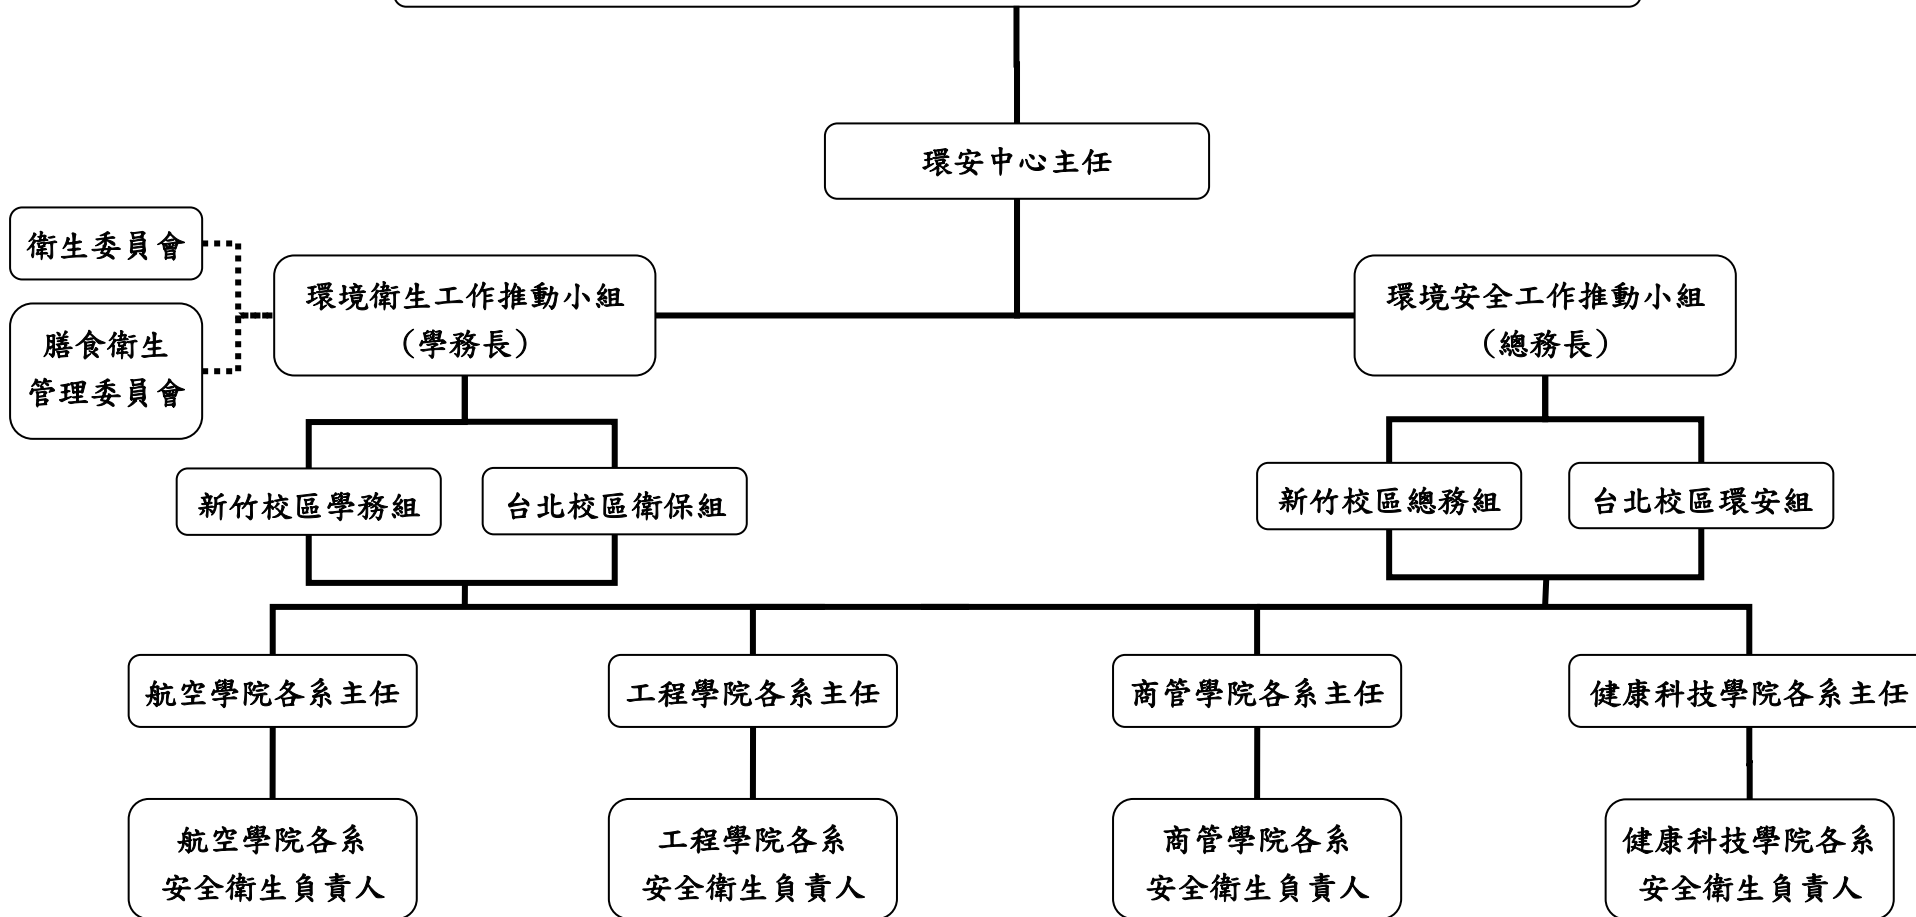 環安中心主任
衛生委員會
膳食衛生
管理委員會
環境衛生工作推動小組
（學務長）
環境安全工作推動小組
（總務長）
新竹校區學務組
台北校區衛保組
新竹校區總務組
台北校區環安組
航空學院各系主任
工程學院各系主任
商管學院各系主任
健康科技學院各系主任
航空學院各系
安全衛生負責人
工程學院各系
安全衛生負責人
商管學院各系
安全衛生負責人
健康科技學院各系
安全衛生負責人